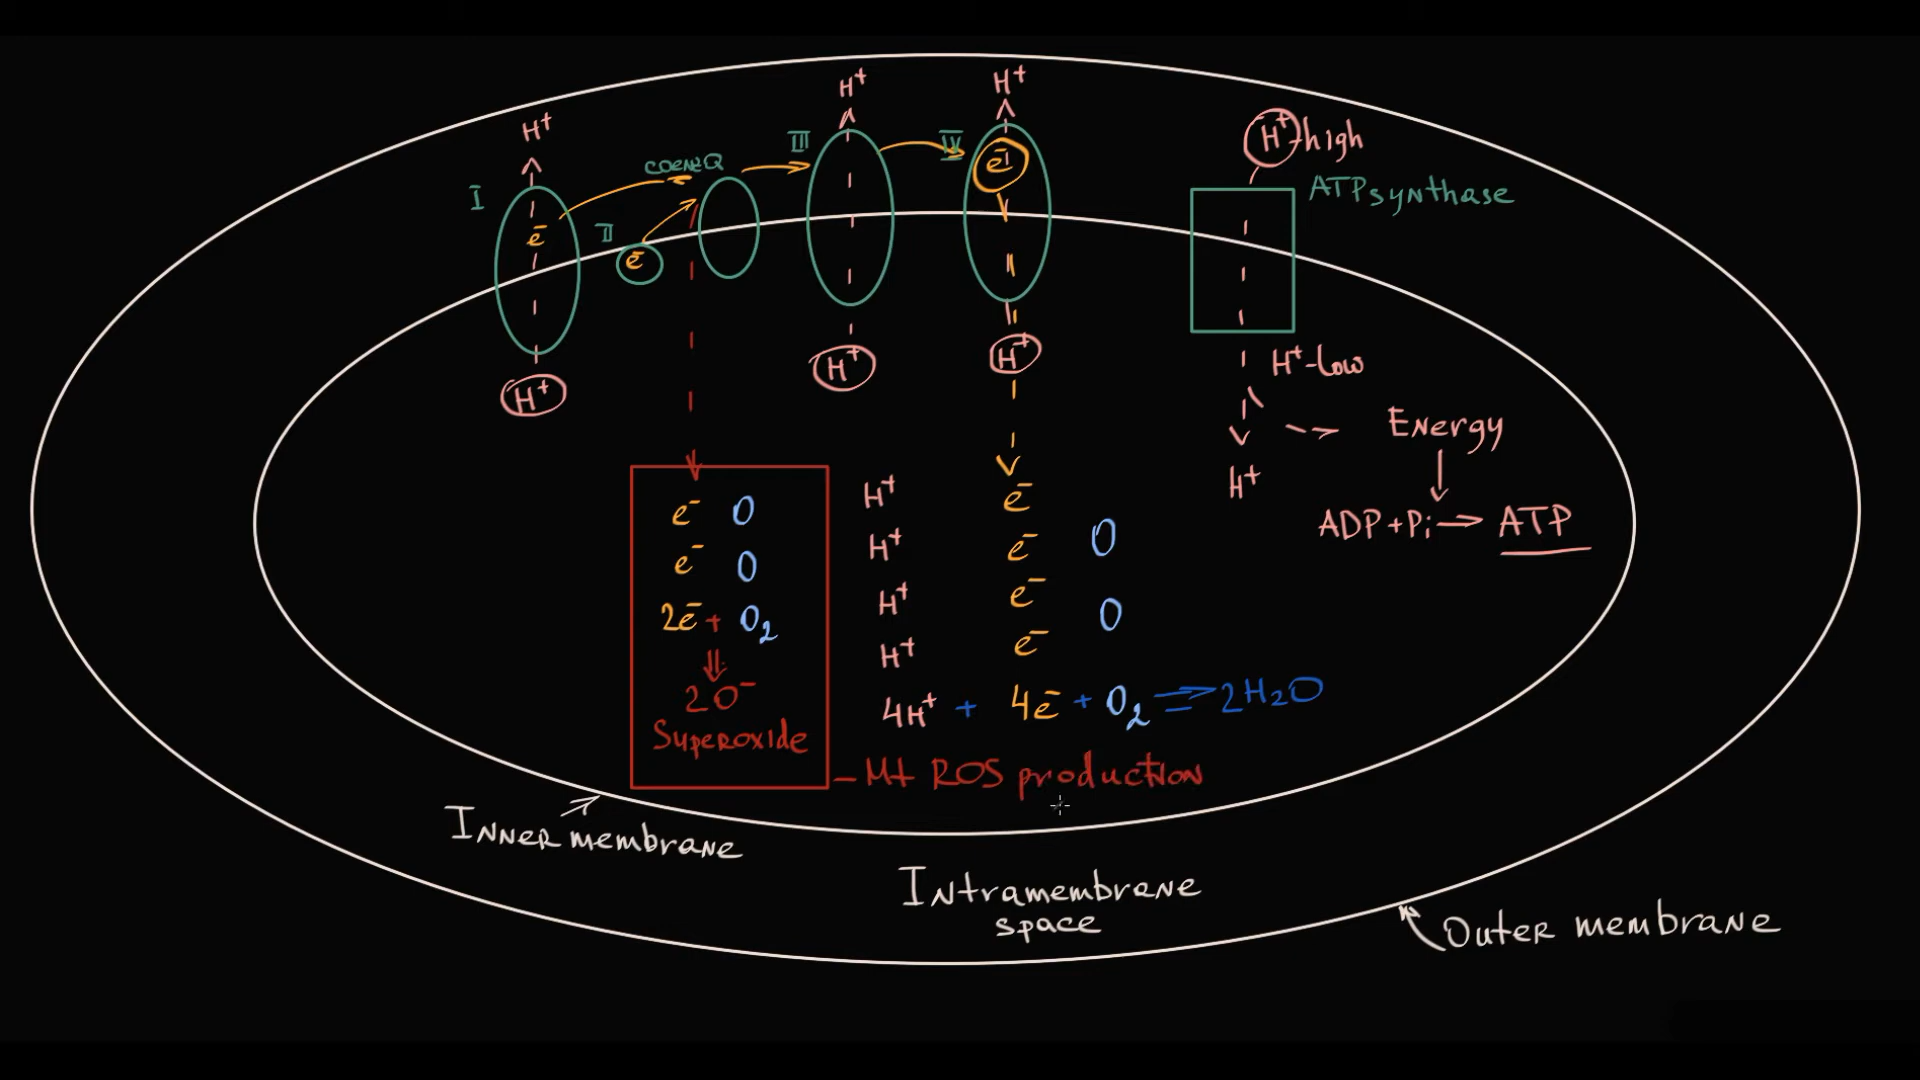 H+
H+
H+
H+-high
I
COENZQ
III
IV
e-
ATPsynthase
e-
II
e-
H+
H+
H+
H+-low
Energy
H+
ADP+Pi → ATP
e- O
e- O
2e- + O2
⇓
2O-
Superoxide
H+
H+
H+
H+
e-
e-
e-
e-
O
O
4H+ + 4e- + O2 ⇒ 2H2O
- Mt ROS production
Inner membrane
Intramembrane
space
Outer membrane